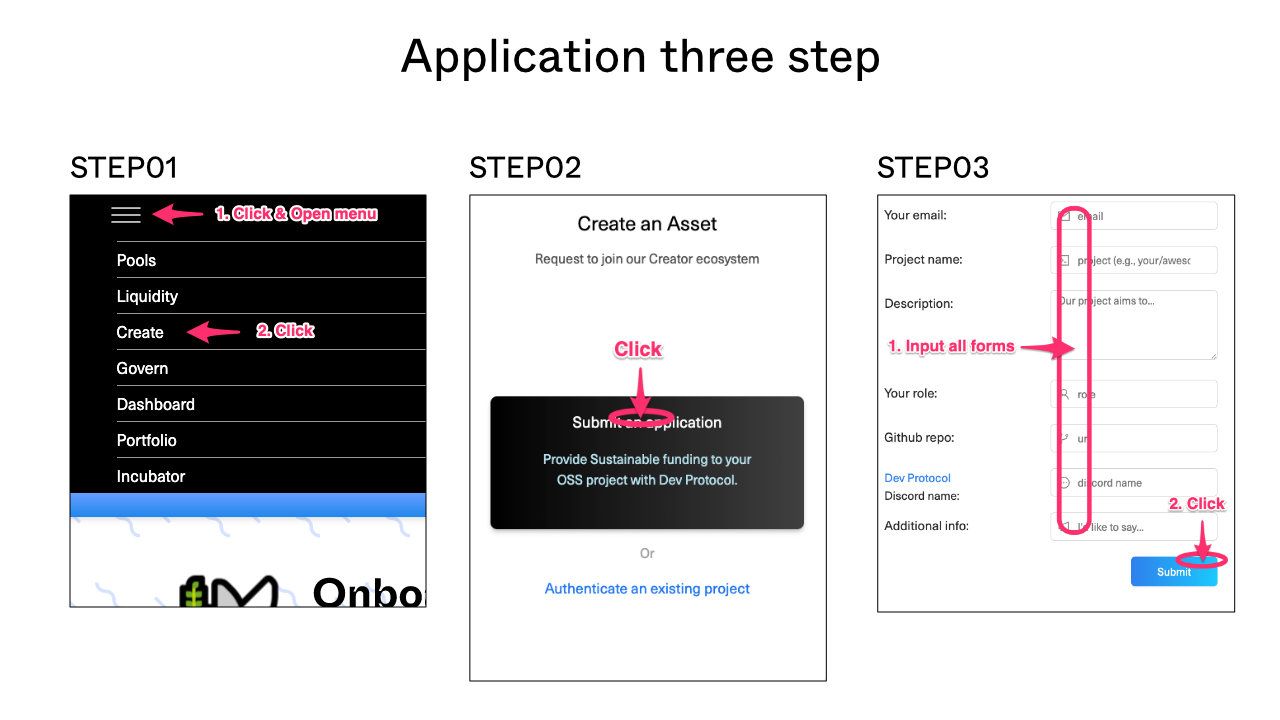 Application three step
STEP01
1. Click & Open menu
Pools
Liquidity
Create
2. Click
Govern
Dashboard
Portfolio
Incubator
STEP02
Create an Asset
Request to join our Creator ecosystem
Click
Submit an application
Provide Sustainable funding to your
OSS project with Dev Protocol.
Or
Authenticate an existing project
STEP03
Your email:
email
Project name:
project (e.g., your/aweso
Description:
Our project aims to...
1. Input all forms
Your role:
role
Github repo:
Dev Protocol
Discord name:
discord name
2. Click
Additional info:
I'd like to say...
Submit